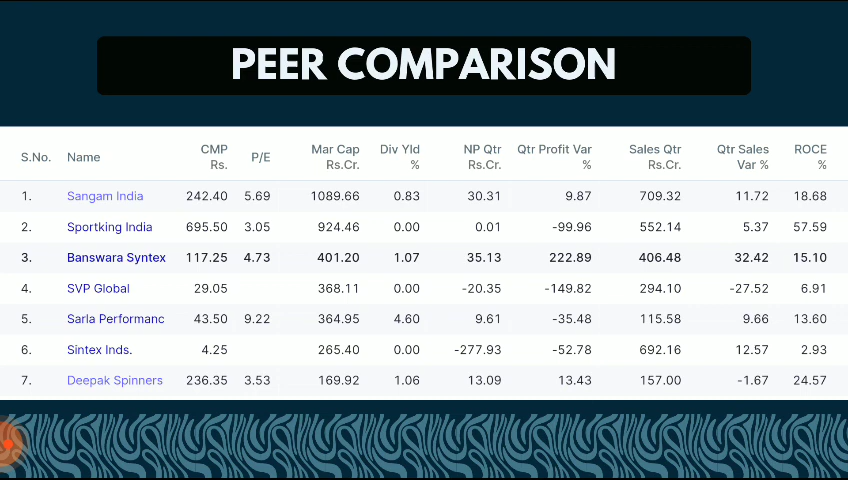 PEER COMPARISON
S.No. Name CMP Rs. P/E Mar Cap Rs.Cr. Div Yld % NP Qtr Rs.Cr. Qtr Profit Var % Sales Qtr Rs.Cr. Qtr Sales Var % ROCE %
1. Sangam India 242.40 5.69 1089.66 0.83 30.31 9.87 709.32 11.72 18.68
2. Sportking India 695.50 3.05 924.46 0.00 0.01 -99.96 552.14 5.37 57.59
3. Banswara Syntex 117.25 4.73 401.20 1.07 35.13 222.89 406.48 32.42 15.10
4. SVP Global 29.05 368.11 0.00 -20.35 -149.82 294.10 -27.52 6.91
5. Sarla Performanc 43.50 9.22 364.95 4.60 9.61 -35.48 115.58 9.66 13.60
6. Sintex Inds. 4.25 265.40 0.00 -277.93 -52.78 692.16 12.57 2.93
7. Deepak Spinners 236.35 3.53 169.92 1.06 13.09 13.43 157.00 -1.67 24.57